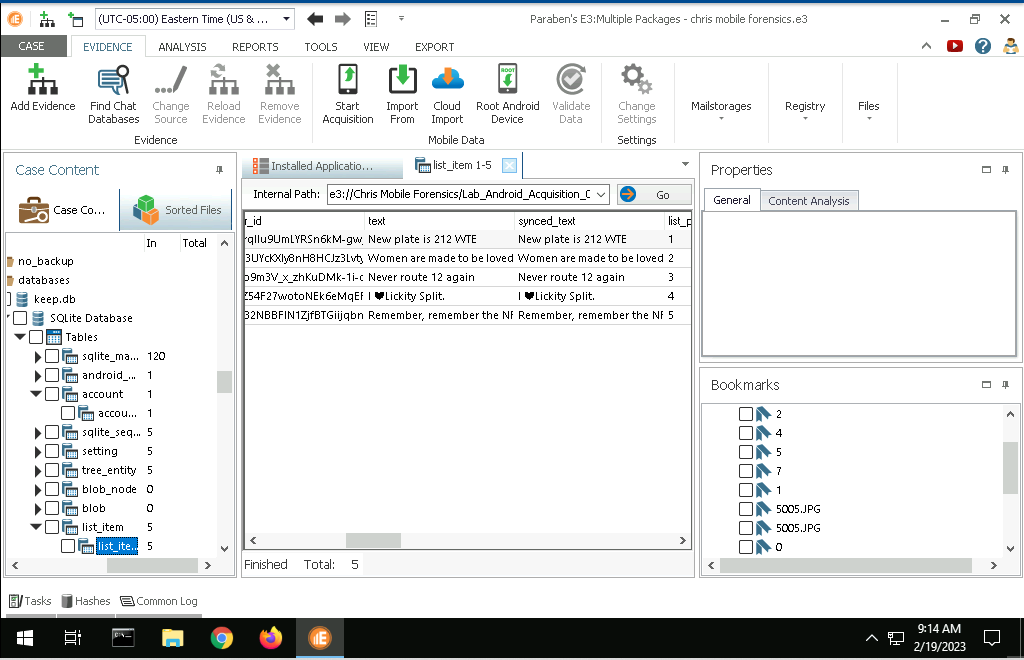 (UTC-05:00) Eastern Time (US & ...
Paraben's E3:Multiple Packages - chris mobile forensics.e3
CASE EVIDENCE ANALYSIS REPORTS TOOLS VIEW EXPORT
Add Evidence
Find Chat Databases
Change Source
Reload Evidence
Remove Evidence
Start Acquisition
Import From
Cloud Import
ROOT
Root Android Device
Validate Data
Change Settings
Mailstorages
Registry
Files
Evidence
Mobile Data
Settings
Case Content
Case Co...
Sorted Files
In Total
no_backup
databases
keep.db
SQLite Database
Tables
sqlite_ma... 120
android_... 1
account 1
accou... 1
sqlite_seq... 5
setting 5
tree_entity 5
blob_node 0
blob 0
list_item 5
list_ite... 5
Installed Applicatio...
list_item 1-5
Internal Path: e3://Chris Mobile Forensics/Lab_Android_Acquisition_ Go
r_id text synced_text list_p
New plate is 212 WTE New plate is 212 WTE 1
Women are made to be loved Women are made to be loved 2
Never route 12 again Never route 12 again 3
I ❤Lickity Split. I ❤Lickity Split. 4
Remember, remember the Remember, remember the 5
Finished Total: 5
Properties
General Content Analysis
Bookmarks
2
4
5
7
1
5005.JPG
5005.JPG
0
Tasks Hashes Common Log
9:14 AM
2/19/2023